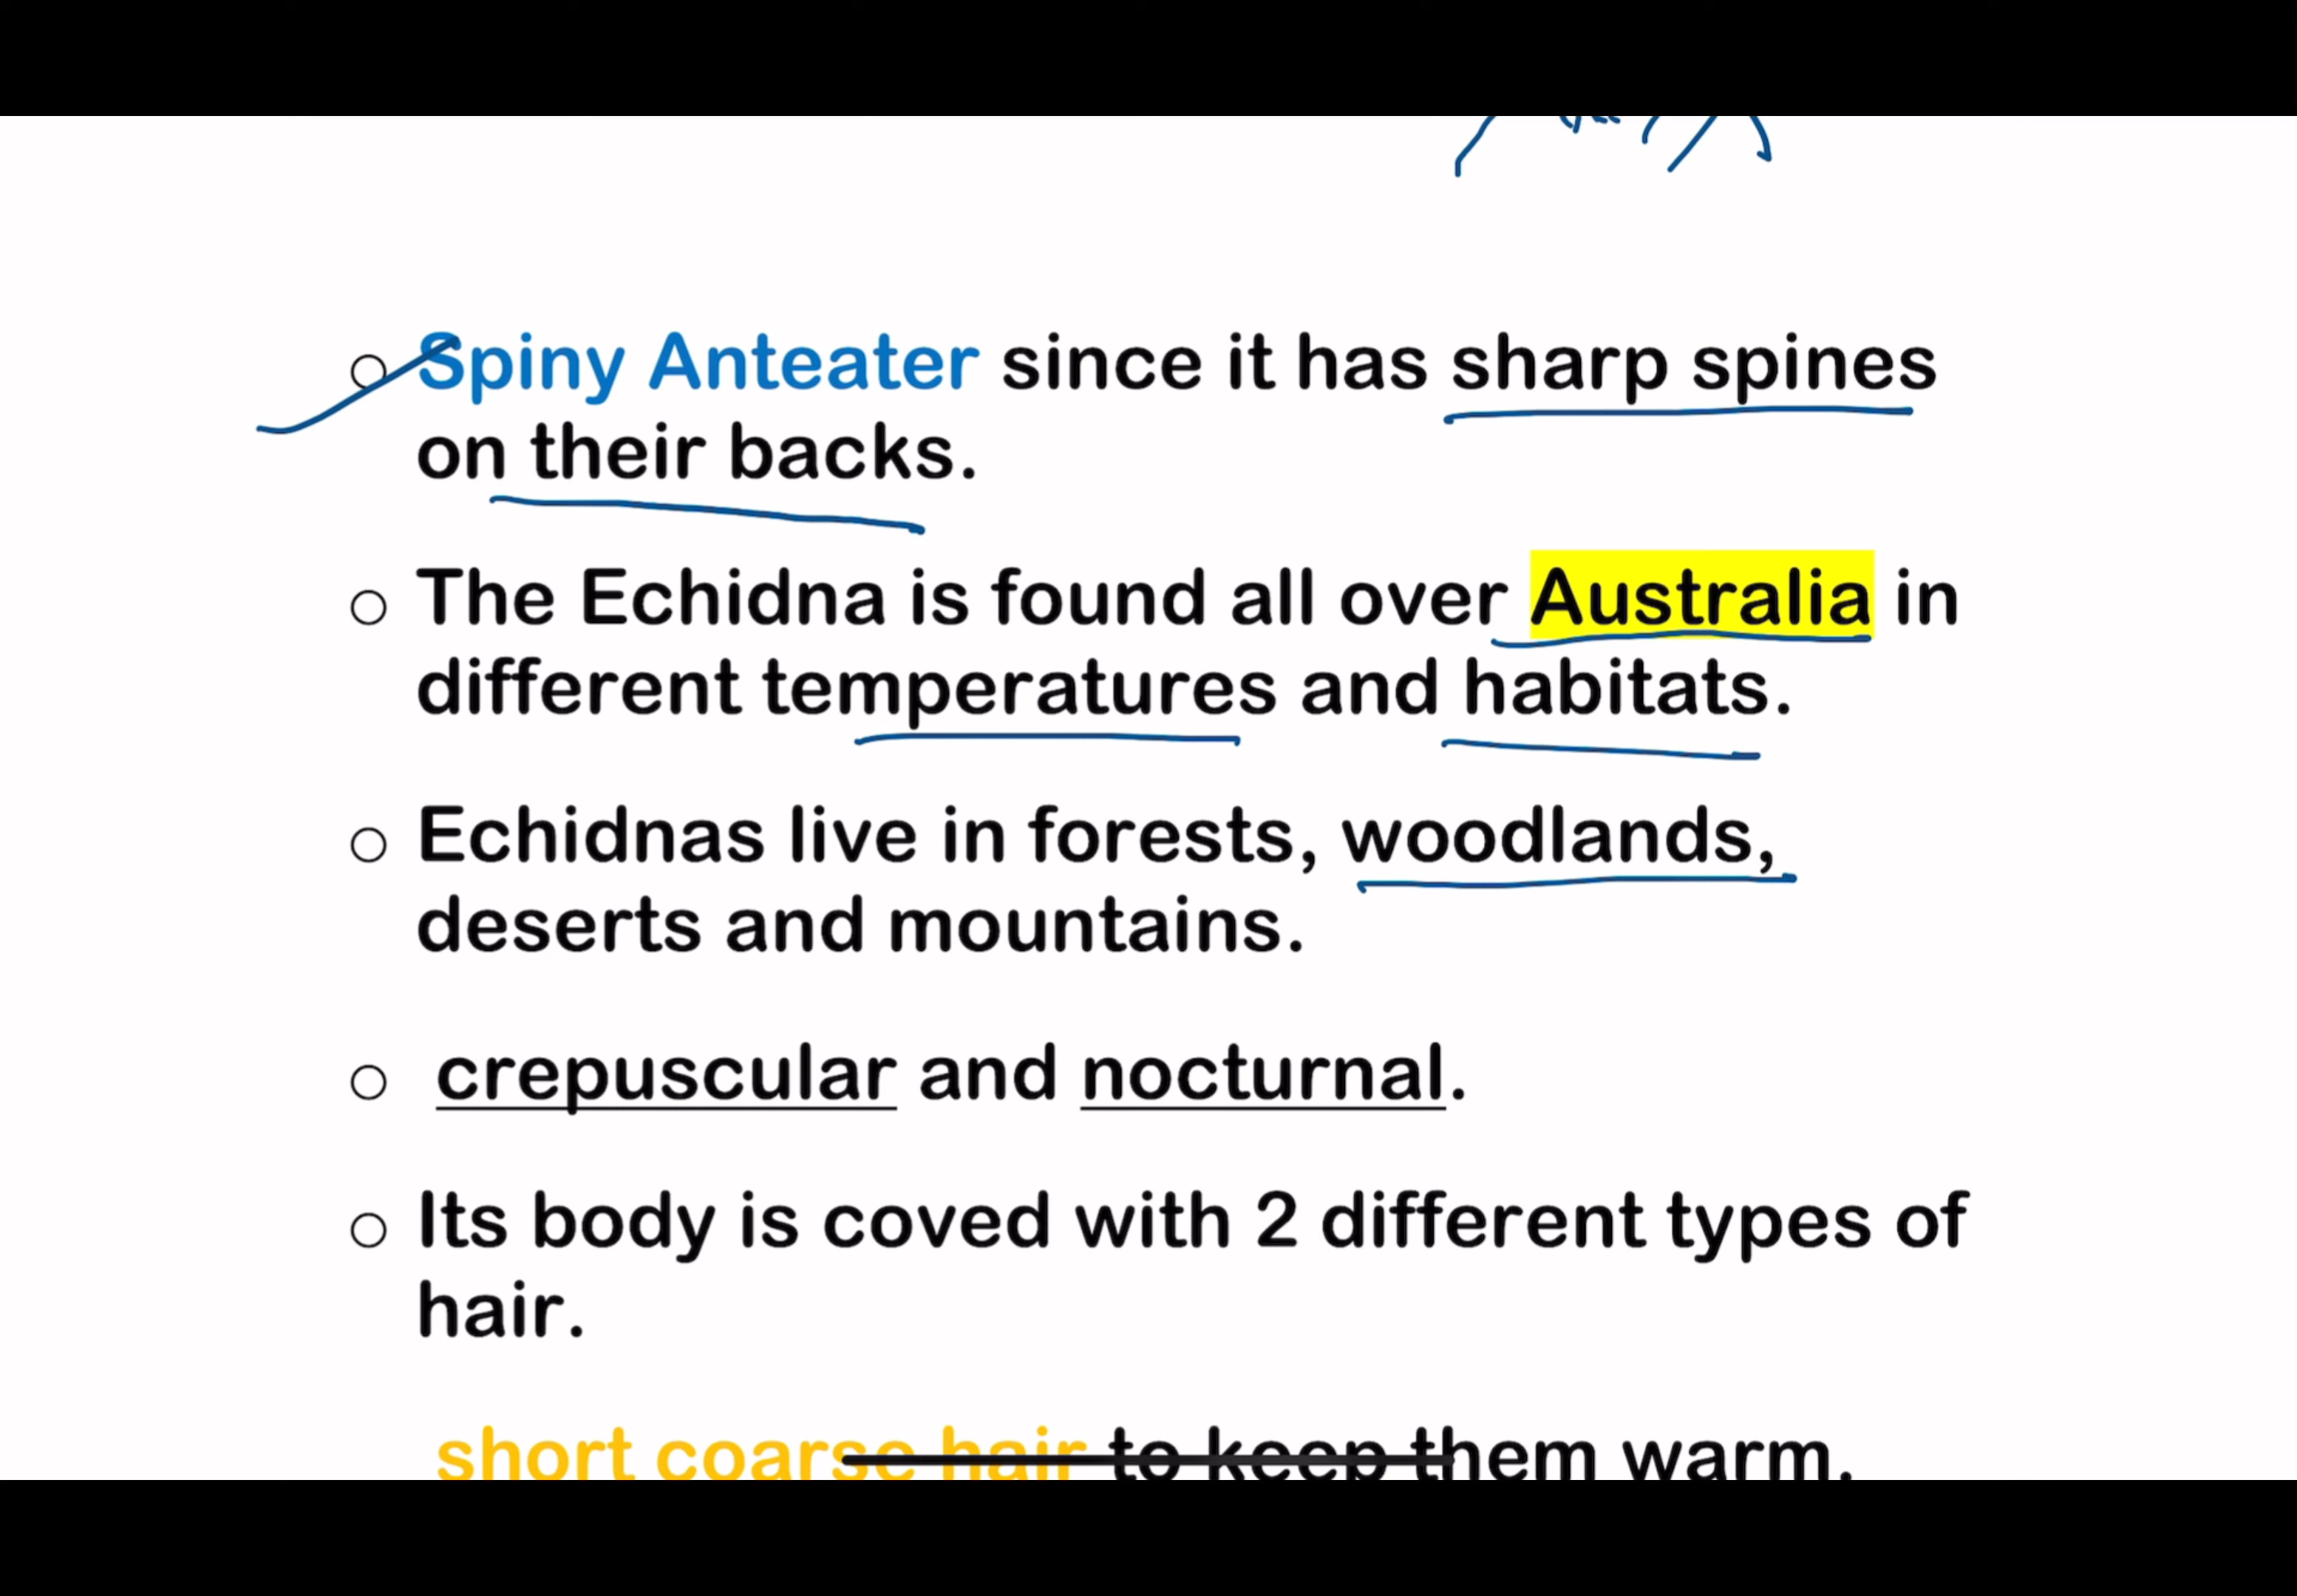 Spiny Anteater since it has sharp spines
on their backs.
The Echidna is found all over Australia in
different temperatures and habitats.
Echidnas live in forests, woodlands,
deserts and mountains.
crepuscular and nocturnal.
Its body is coved with 2 different types of
hair.
short coarse hair to keep them warm.